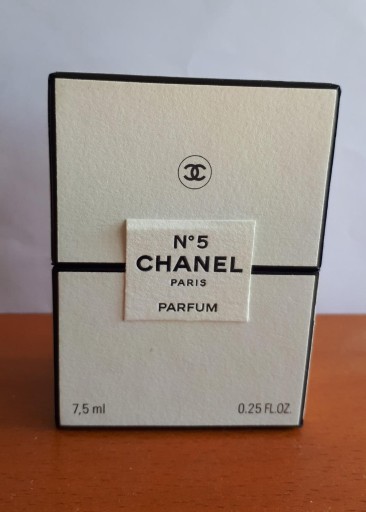 N°5
CHANEL
PARIS
PARFUM
7,5 ml 0.25 FL.OZ.